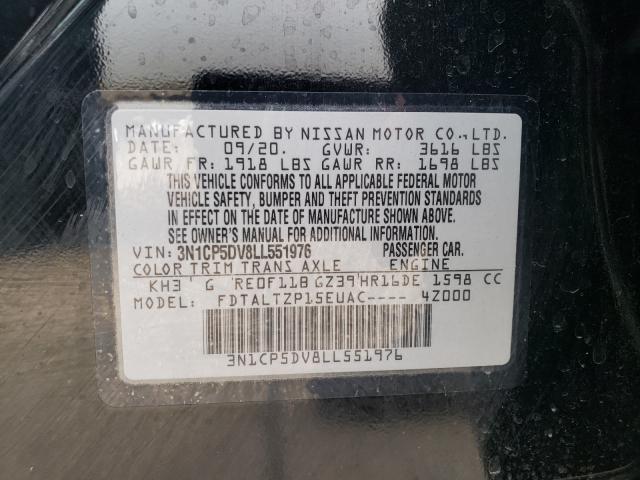 MANUFACTURED BY NISSAN MOTOR CO.,LTD.
DATE: 09/20. GVWR: 3616 LBS
GAWR FR: 1918 LBS GAWR RR: 1698 LBS
THIS VEHICLE CONFORMS TO ALL APPLICABLE FEDERAL MOTOR
VEHICLE SAFETY, BUMPER AND THEFT PREVENTION STANDARDS
IN EFFECT ON THE DATE OF MANUFACTURE SHOWN ABOVE.
SEE OWNER'S MANUAL FOR ADDITIONAL INFORMATION.
VIN: 3N1CP5DV8LL551976 PASSENGER CAR.
COLOR TRIM TRANS AXLE ENGINE
KH3 G RE0F11B GZ39 HR16DE 1598 CC
MODEL: FDTALTZP15EUAC---- 4Z000
3N1CP5DV8LL551976